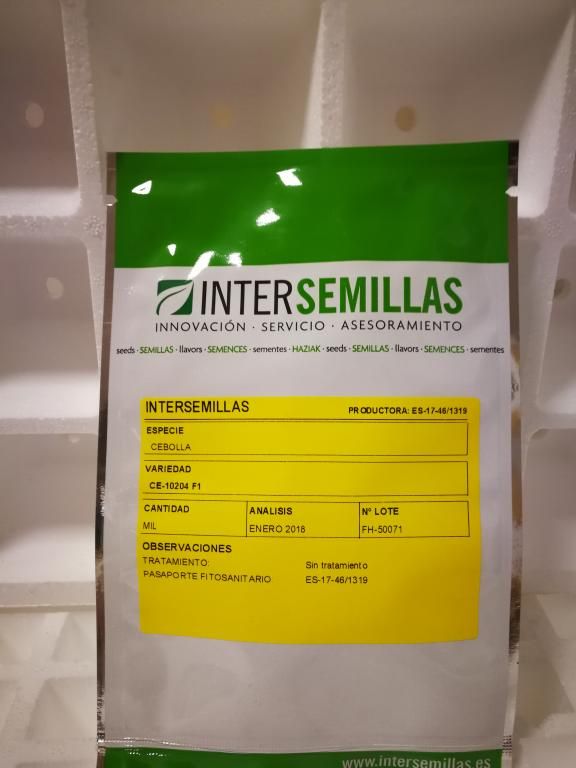 INTERSEMILLAS
INNOVACIÓN · SERVICIO · ASESORAMIENTO
seeds · SEMILLAS · llavors · SEMENCES · sementes · HAZIAK · seeds · SEMILLAS · llavors · SEMENCES · sementes
INTERSEMILLAS PRODUCTORA: ES-17-46/1319
ESPECIE
CEBOLLA
VARIEDAD
CE-10204 F1
CANTIDAD ANALISIS Nº LOTE
MIL ENERO 2018 FH-50071
OBSERVACIONES
TRATAMIENTO: Sin tratamiento
PASAPORTE FITOSANITARIO ES-17-46/1319
www.intersemillas.es